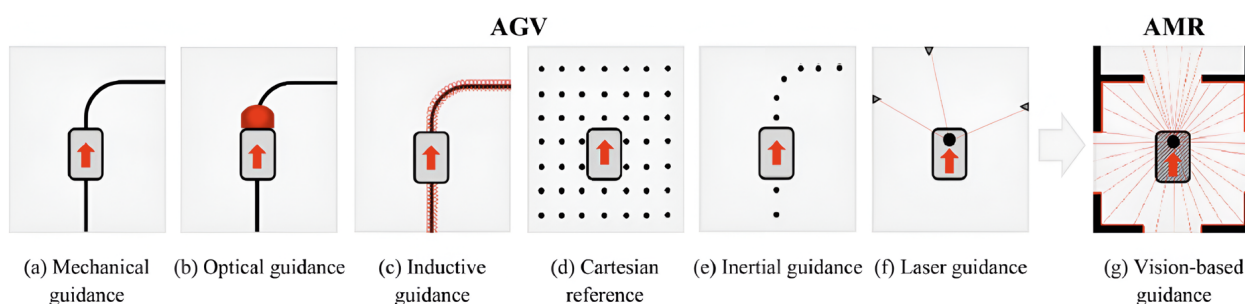 AGV
AMR
(a) Mechanical
guidance
(b) Optical guidance
(c) Inductive
guidance
(d) Cartesian
reference
(e) Inertial guidance
(f) Laser guidance
(g) Vision-based
guidance